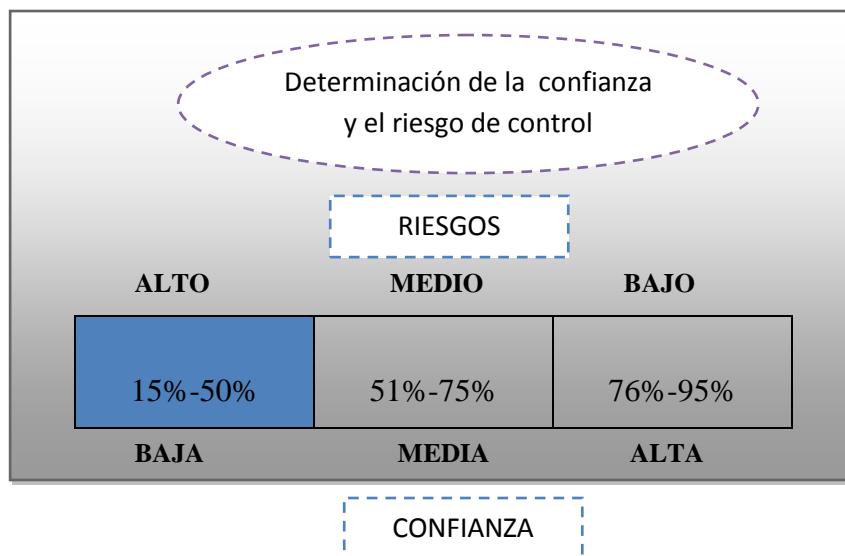 Determinación de la confianza
y el riesgo de control
RIESGOS
ALTO MEDIO BAJO
15%-50% 51%-75% 76%-95%
BAJA MEDIA ALTA
CONFIANZA